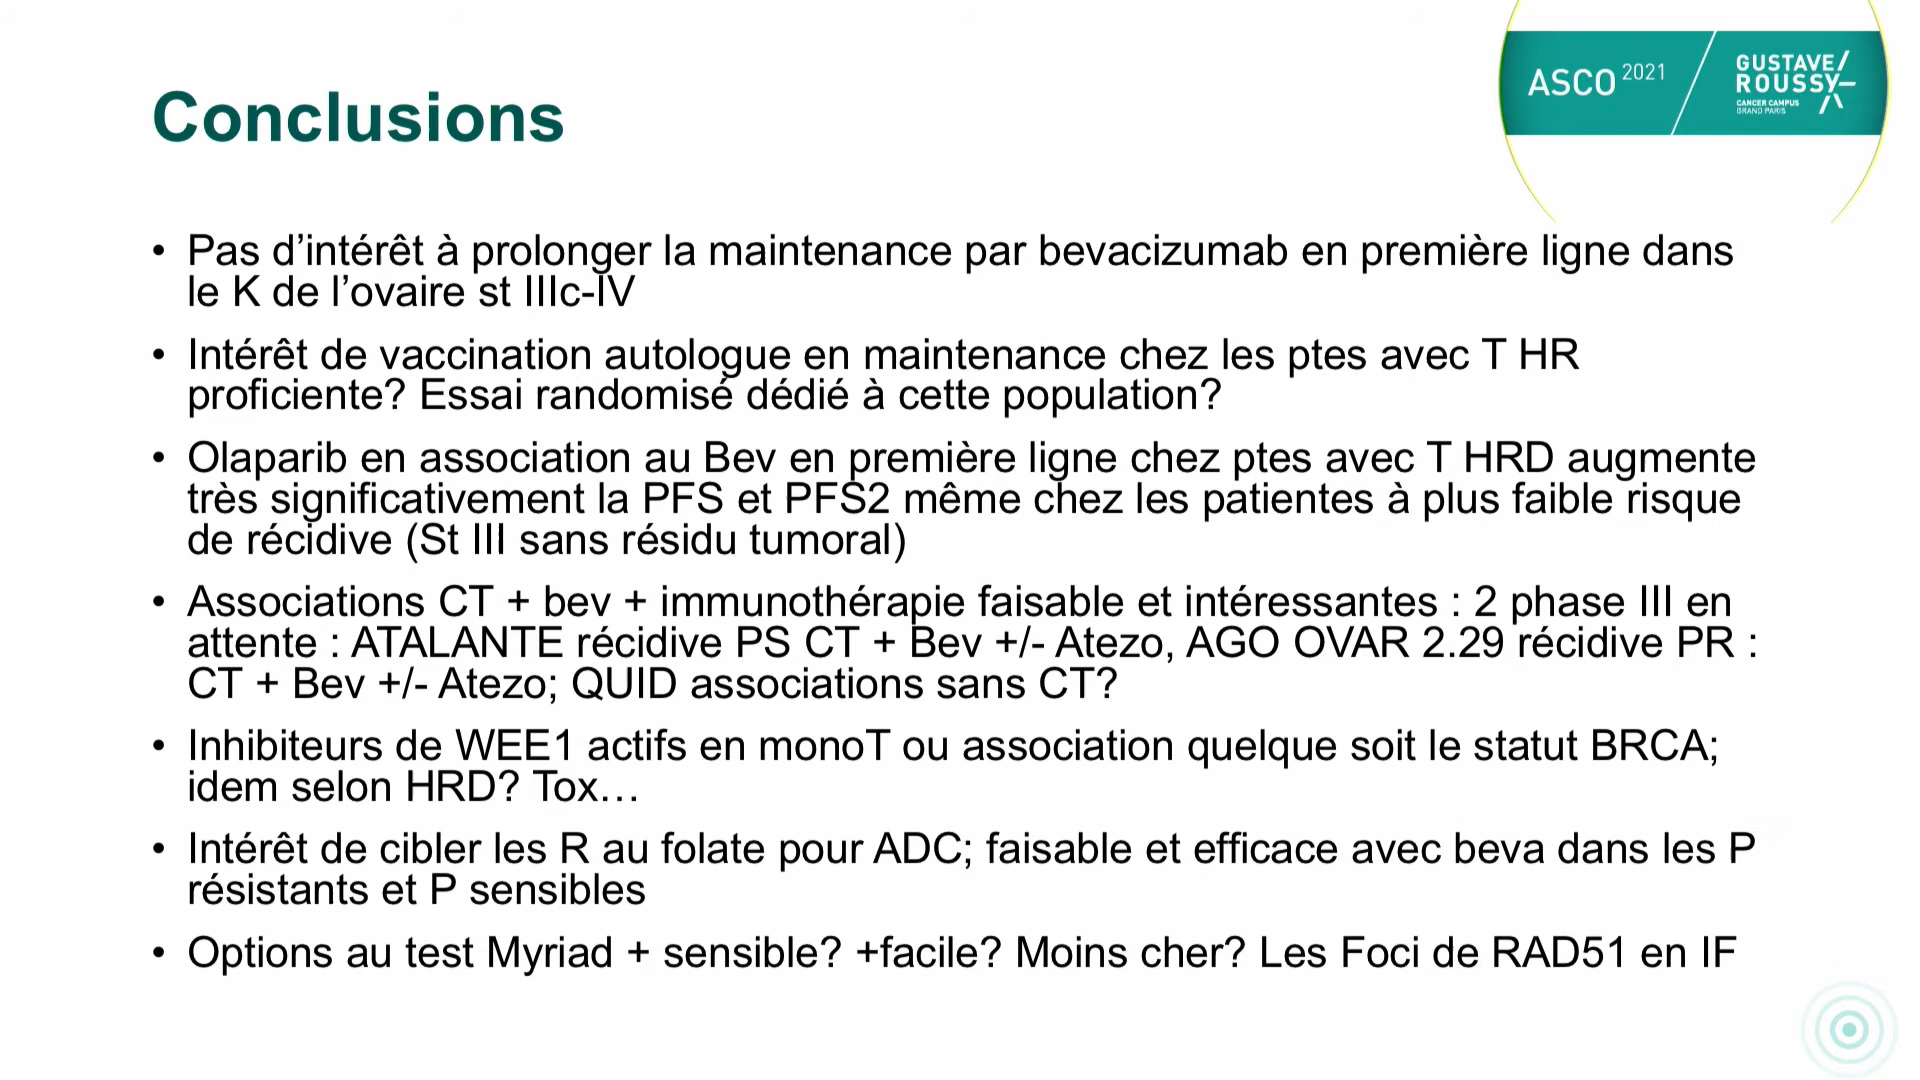 ASCO 2021
GUSTAVE
ROUSSY
CANCER CAMPUS
GRAND PARIS
Conclusions
• Pas d’intérêt à prolonger la maintenance par bevacizumab en première ligne dans
le K de l’ovaire st IIIc-IV
• Intérêt de vaccination autologue en maintenance chez les ptes avec T HR
proficiente? Essai randomisé dédié à cette population?
• Olaparib en association au Bev en première ligne chez ptes avec T HRD augmente
très significativement la PFS et PFS2 même chez les patientes à plus faible risque
de récidive (St III sans résidu tumoral)
• Associations CT + bev + immunothérapie faisable et intéressantes : 2 phase III en
attente : ATALANTE récidive PS CT + Bev +/- Atezo, AGO OVAR 2.29 récidive PR :
CT + Bev +/- Atezo; QUID associations sans CT?
• Inhibiteurs de WEE1 actifs en monoT ou association quelque soit le statut BRCA;
idem selon HRD? Tox…
• Intérêt de cibler les R au folate pour ADC; faisable et efficace avec beva dans les P
résistants et P sensibles
• Options au test Myriad + sensible? +facile? Moins cher? Les Foci de RAD51 en IF